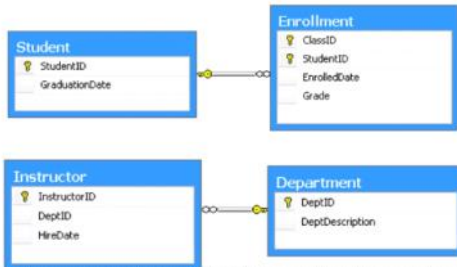 Student
StudentID
GraduationDate
Enrollment
ClassID
StudentID
EnrolledDate
Grade
Instructor
InstructorID
DeptID
HireDate
Department
DeptID
DeptDescription